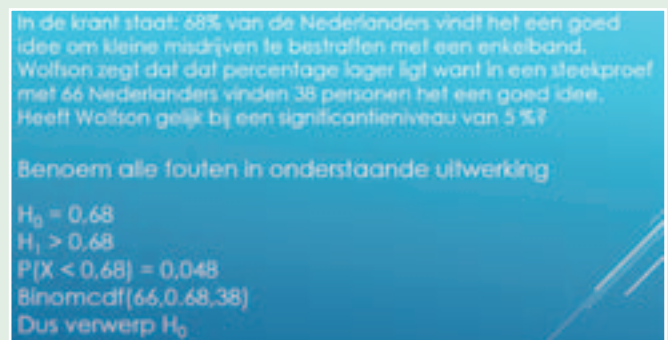 In de krant staat: 68% van de Nederlanders vindt het een goed
idee om kleine misdrijven te bestraffen met een enkelband.
Wolfson zegt dat dat percentage lager ligt want in een steekproef
met 66 Nederlanders vinden 38 personen het een goed idee.
Heeft Wolfson gelijk bij een significantieniveau van 5 %?
Benoem alle fouten in onderstaande uitwerking
H₀ = 0,68
H₁ > 0,68
P(X < 0,68) = 0,048
Binomcdf(66,0.68,38)
Dus verwerp H₀